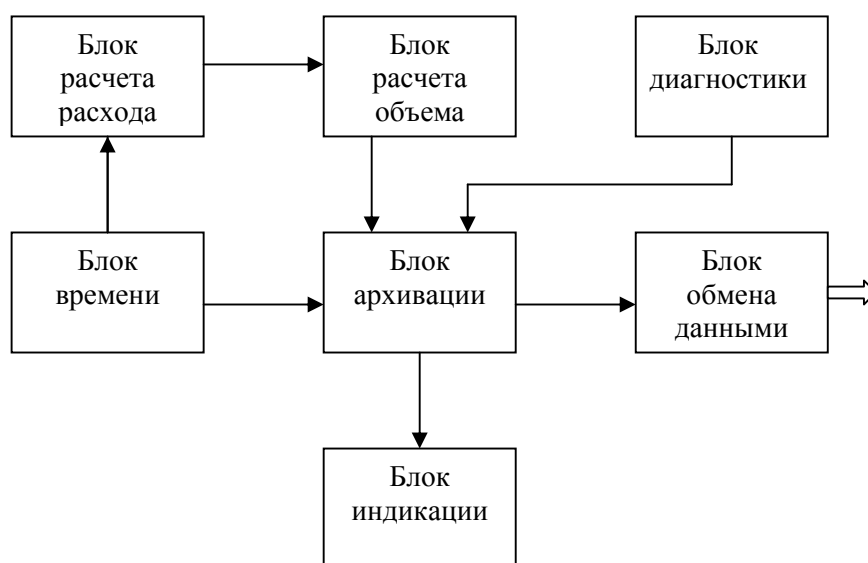 Блок
расчета
расхода
Блок
расчета
объема
Блок
диагностики
Блок
времени
Блок
архивации
Блок
обмена
данными
Блок
индикации